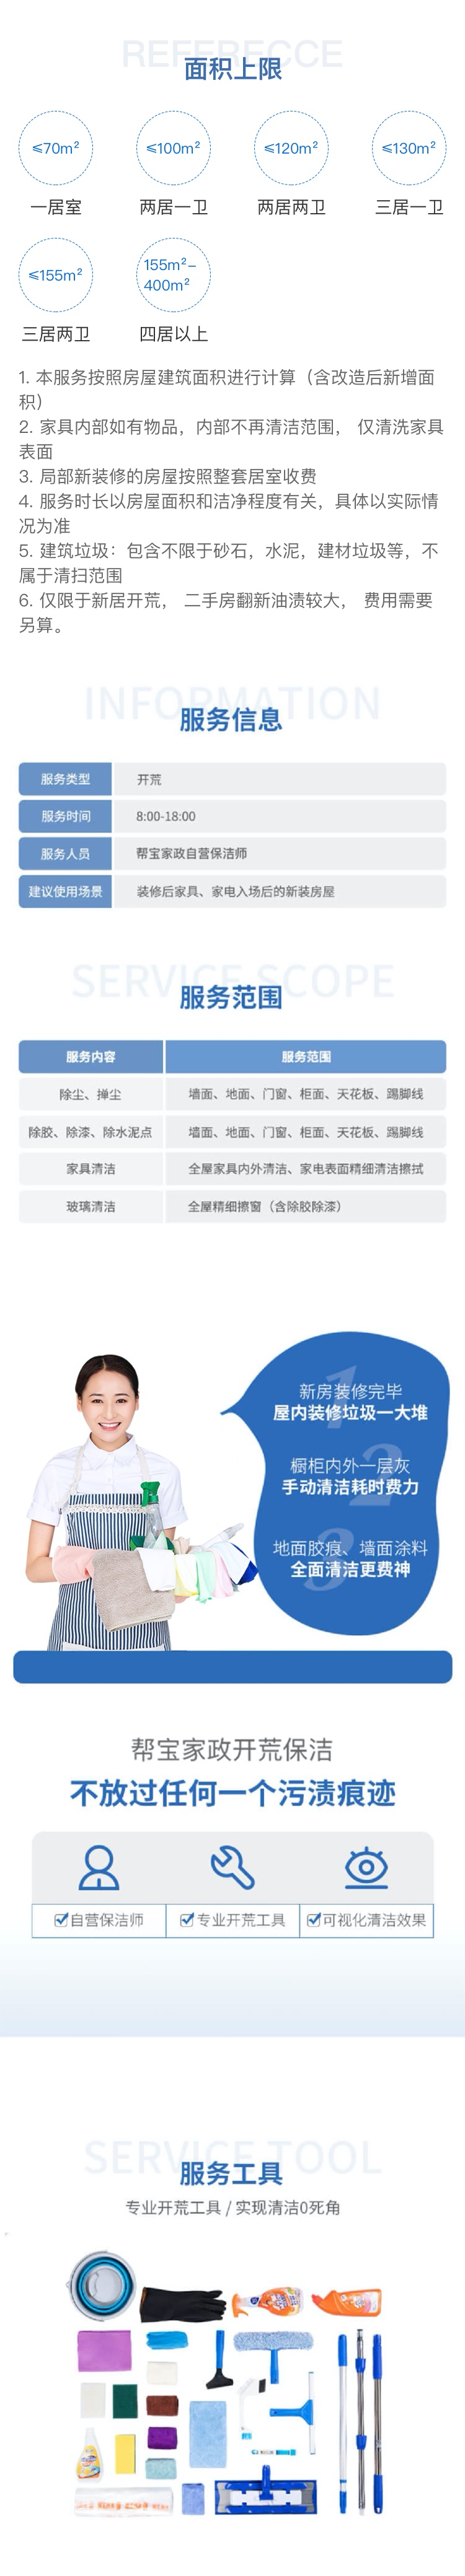 REFERECCE
面积上限
≤70m²
≤100m²
≤120m²
≤130m²
一居室
两居一卫
两居两卫
三居一卫
≤155m²
155m²-
400m²
三居两卫
四居以上
1. 本服务按照房屋建筑面积进行计算（含改造后新增面
积）
2. 家具内部如有物品，内部不再清洁范围， 仅清洗家具
表面
3. 局部新装修的房屋按照整套居室收费
4. 服务时长以房屋面积和洁净程度有关，具体以实际情
况为准
5. 建筑垃圾：包含不限于砂石，水泥，建材垃圾等，不
属于清扫范围
6. 仅限于新居开荒， 二手房翻新油渍较大， 费用需要
另算。
INFORMATION
服务信息
服务类型
开荒
服务时间
8:00-18:00
服务人员
帮宝家政自营保洁师
建议使用场景
装修后家具、家电入场后的新装房屋
SERVICE SCOPE
服务范围
服务内容
服务范围
除尘、掸尘
墙面、地面、门窗、柜面、天花板、踢脚线
除胶、除漆、除水泥点
墙面、地面、门窗、柜面、天花板、踢脚线
家具清洁
全屋家具内外清洁、家电表面精细清洁擦拭
玻璃清洁
全屋精细擦窗（含除胶除漆）
1
新房装修完毕
屋内装修垃圾一大堆
2
橱柜内外一层灰
手动清洁耗时费力
3
地面胶痕、墙面涂料
全面清洁更费神
帮宝家政开荒保洁
不放过任何一个污渍痕迹
自营保洁师
专业开荒工具
可视化清洁效果
SERVICE TOOL
服务工具
专业开荒工具 / 实现清洁0死角